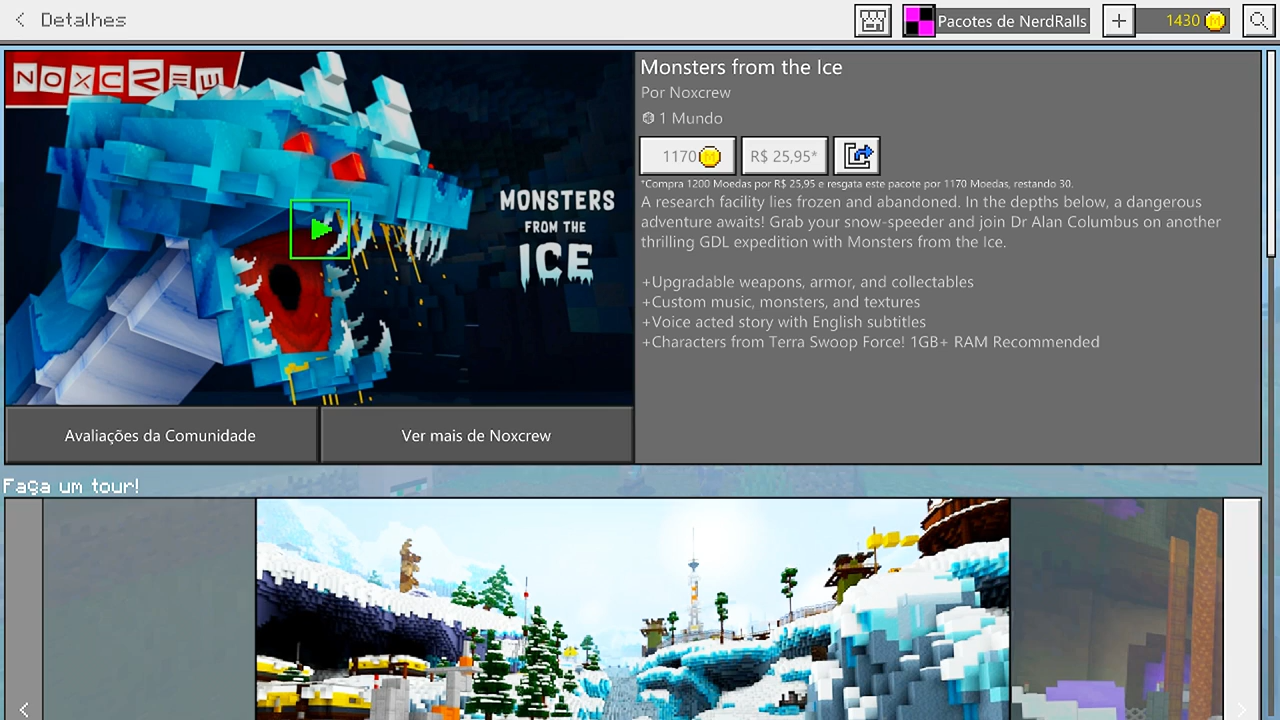 Detalhes
Pacotes de NerdRalls
1430
NOXCREW
MONSTERS
FROM THE
ICE
Monsters from the Ice
Por Noxcrew
1 Mundo
1170
R$ 25,95*
*Compra 1200 Moedas por R$ 25,95 e resgata este pacote por 1170 Moedas, restando 30.
A research facility lies frozen and abandoned. In the depths below, a dangerous
adventure awaits! Grab your snow-speeder and join Dr Alan Columbus on another
thrilling GDL expedition with Monsters from the Ice.
+Upgradable weapons, armor, and collectables
+Custom music, monsters, and textures
+Voice acted story with English subtitles
+Characters from Terra Swoop Force! 1GB+ RAM Recommended
Avaliações da Comunidade
Ver mais de Noxcrew
Faça um tour!